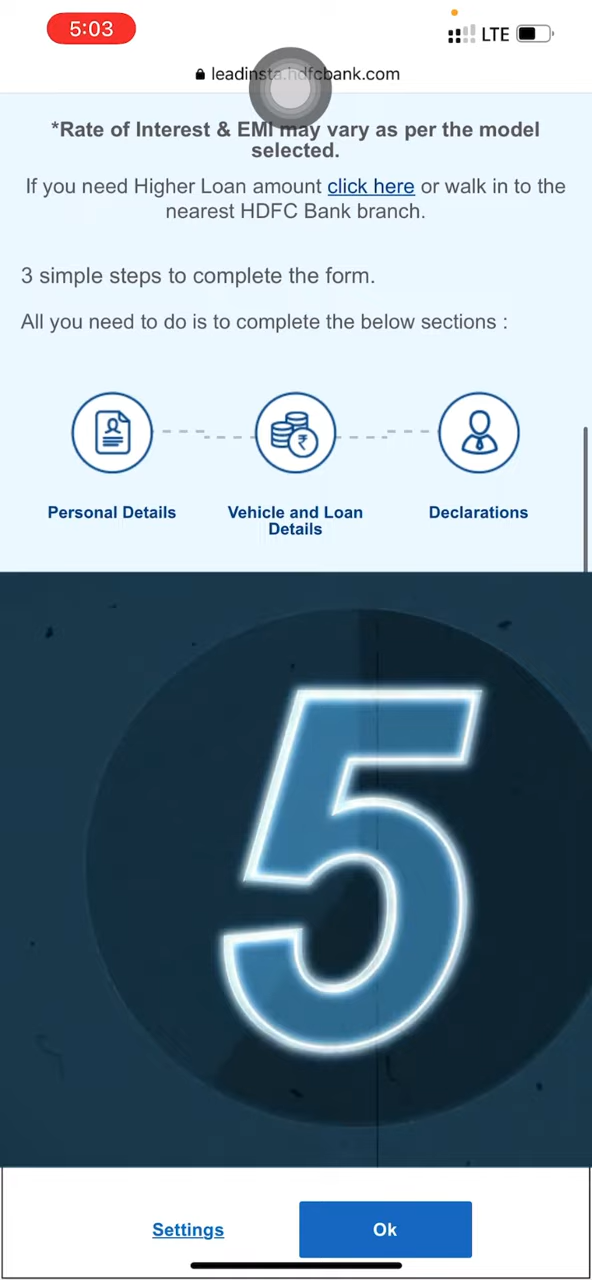 5:03
LTE
leadinsta.hdfcbank.com
*Rate of Interest & EMI may vary as per the model
selected.
If you need Higher Loan amount click here or walk in to the
nearest HDFC Bank branch.
3 simple steps to complete the form.
All you need to do is to complete the below sections :
Personal Details
Vehicle and Loan
Details
Declarations
5
Settings
Ok